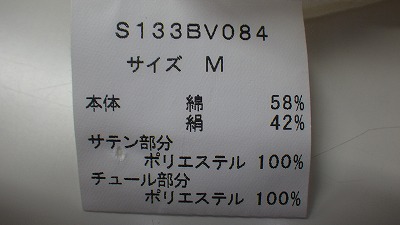 S133BV084
サイズ M
本体 綿 58%
絹 42%
サテン部分
ポリエステル 100%
チュール部分
ポリエステル 100%